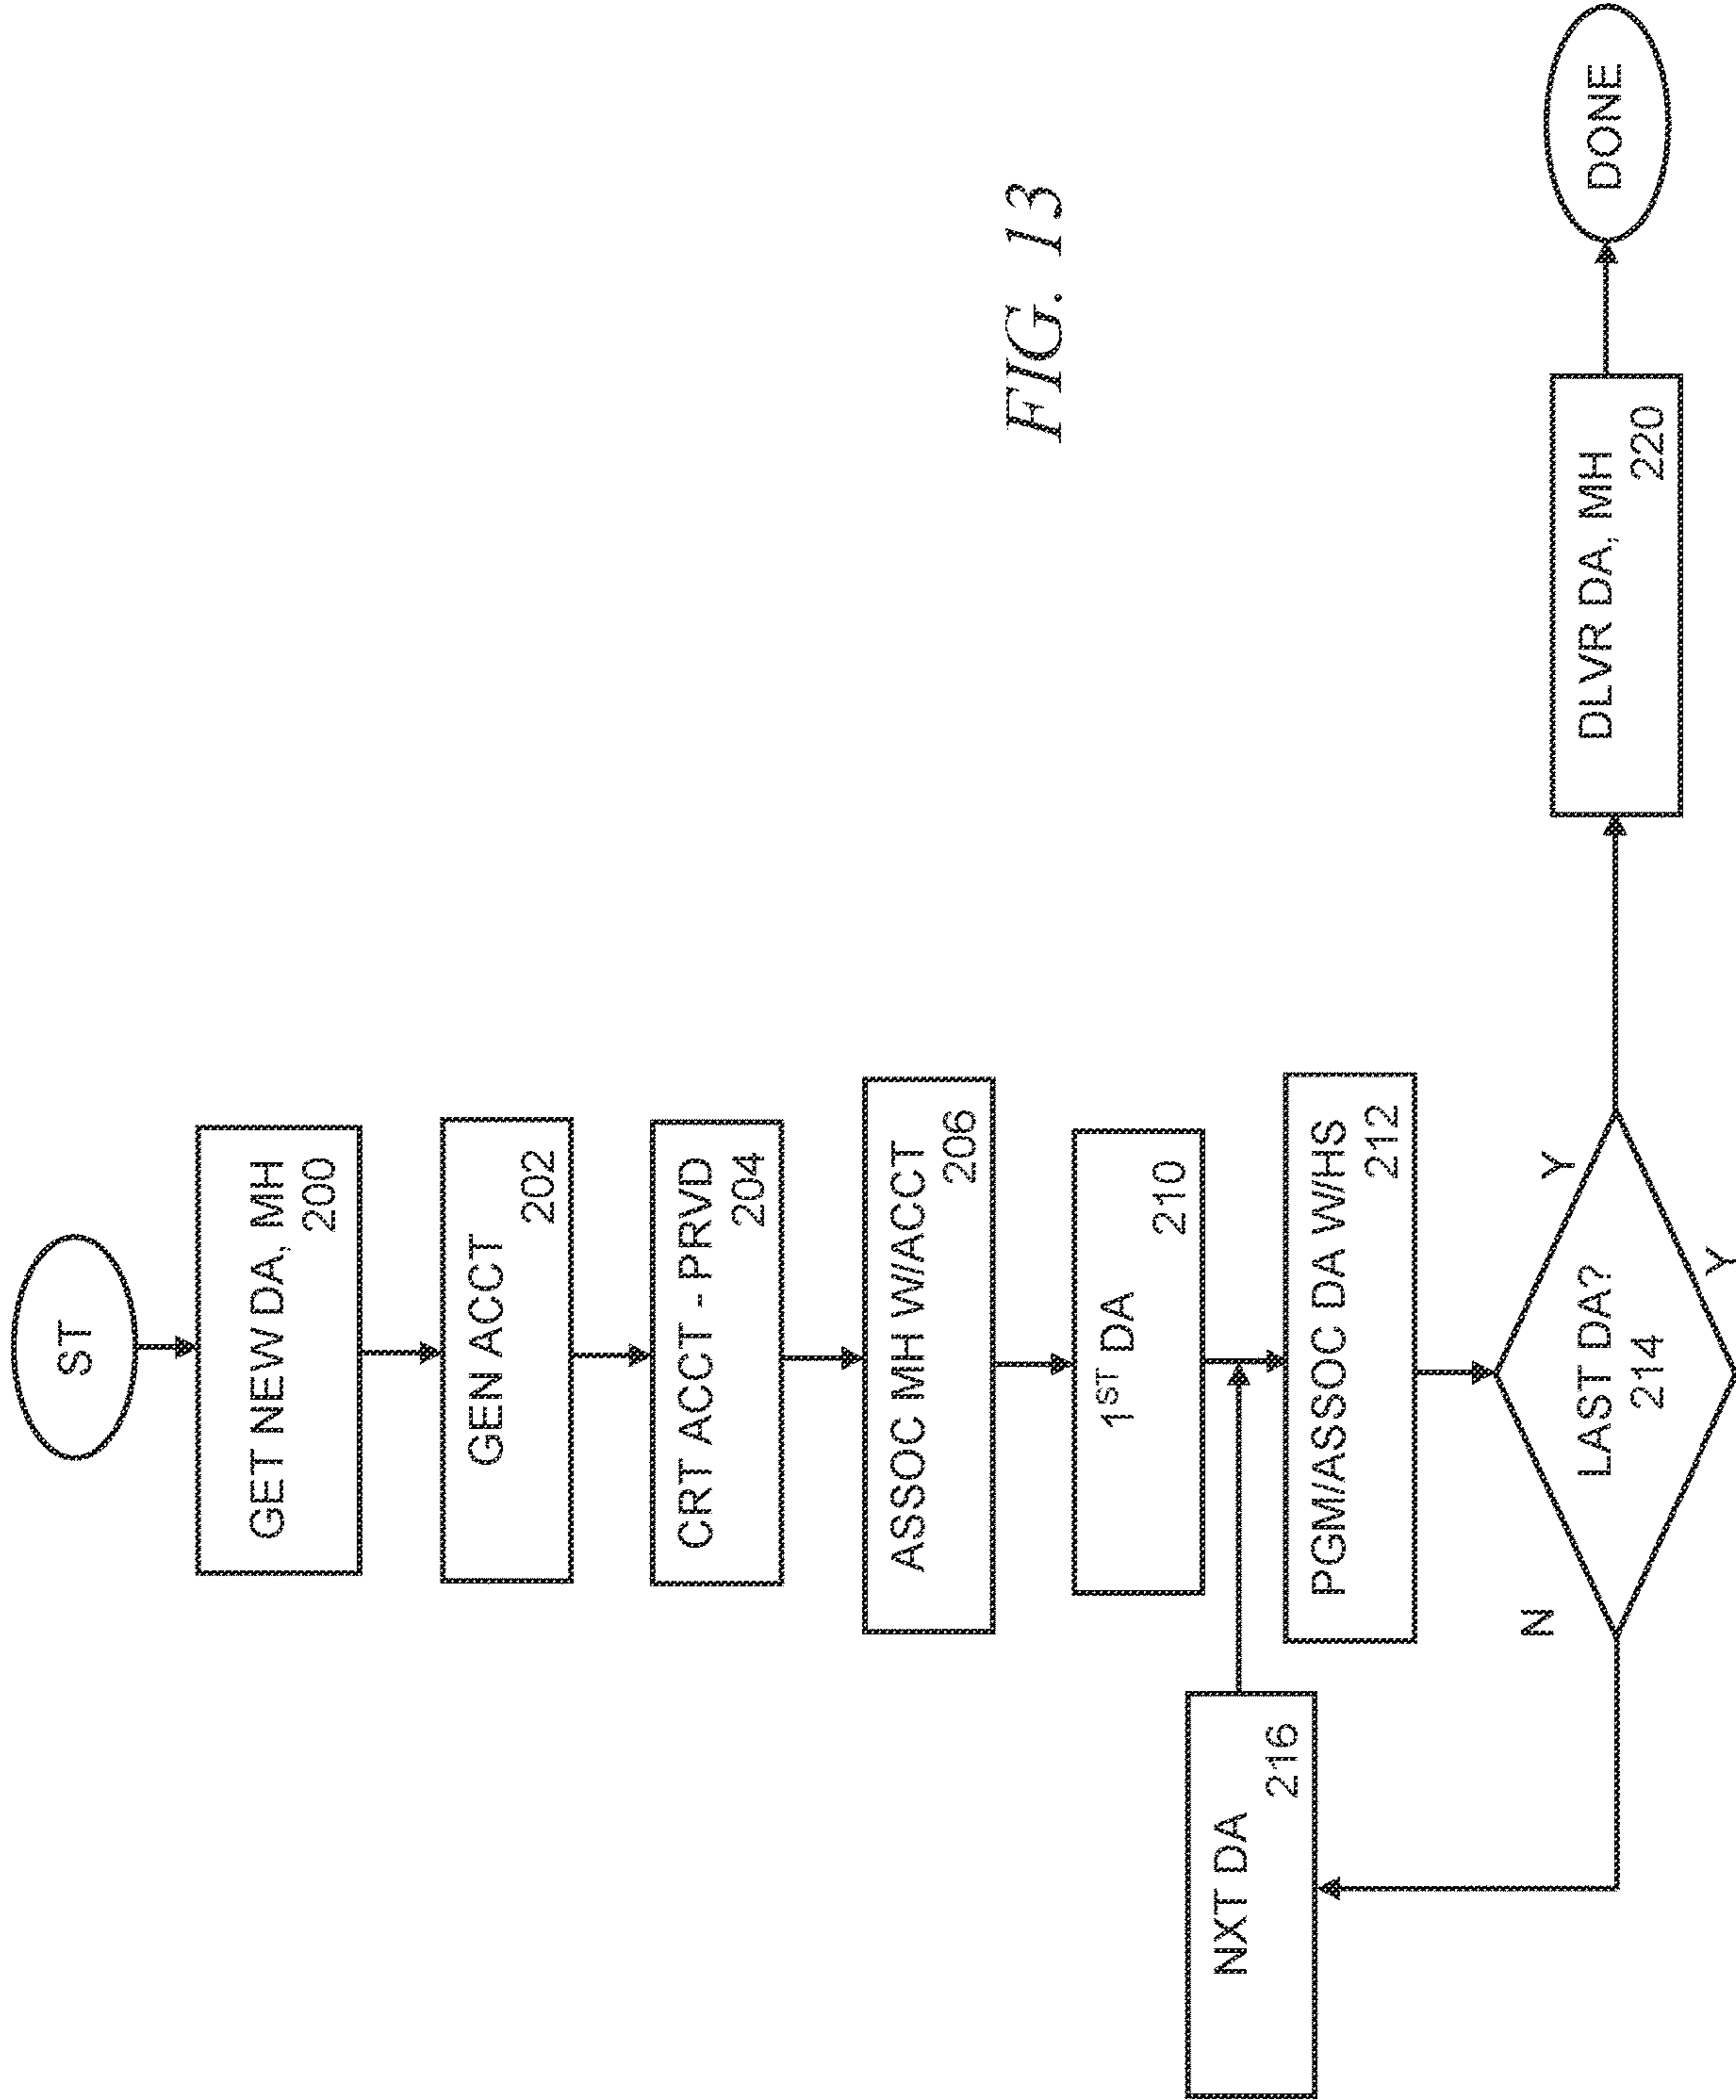 ST
GET NEW DA, MH
200
GEN ACCT
202
CRT ACCT - PRVD
204
ASSOC MH W/ACCT
206
1ST DA
210
PGM/ASSOC DA W/HS
212
LAST DA?
214
N
Y
Y
NXT DA
216
DLVR DA, MH
220
DONE
FIG. 13